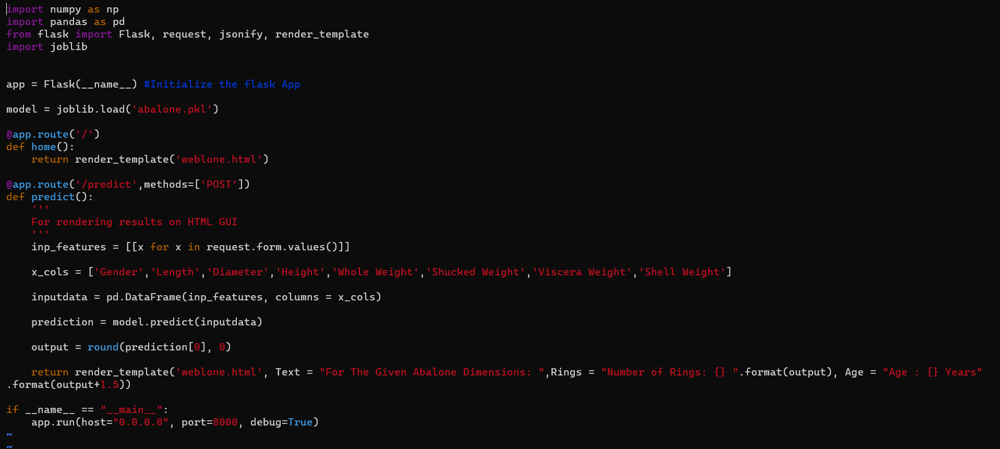 import numpy as np
import pandas as pd
from flask import Flask, request, jsonify, render_template
import joblib
app = Flask(__name__) #Initialize the flask App
model = joblib.load('abalone.pkl')
@app.route('/')
def home():
    return render_template('weblone.html')
@app.route('/predict',methods=['POST'])
def predict():
    '''
    For rendering results on HTML GUI
    '''
    inp_features = [[x for x in request.form.values()]]
    x_cols = ['Gender','Length','Diameter','Height','Whole Weight','Shucked Weight','Viscera Weight','Shell Weight']
    inputdata = pd.DataFrame(inp_features, columns = x_cols)
    prediction = model.predict(inputdata)
    output = round(prediction[0], 0)
    return render_template('weblone.html', Text = "For The Given Abalone Dimensions: ",Rings = "Number of Rings: {} ".format(output), Age = "Age : {} Years"
.format(output+1.5))
if __name__ == "__main__":
    app.run(host="0.0.0.0", port=8000, debug=True)
~
~